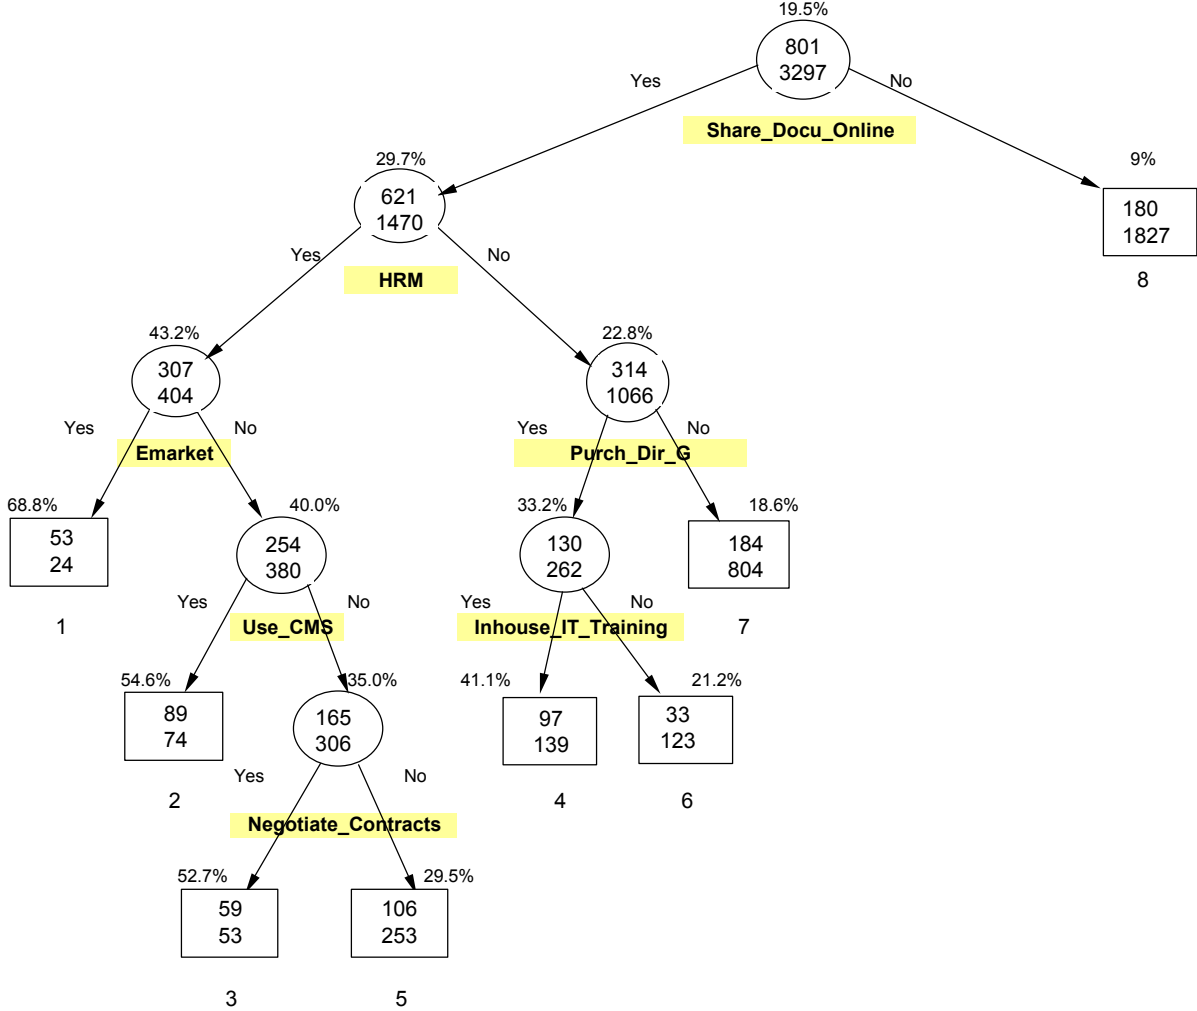 19.5%
801
3297
Yes
No
Share_Docu_Online
29.7%
9%
621
1470
180
1827
Yes
No
HRM
8
43.2%
22.8%
307
404
314
1066
Yes
No
Yes
No
Emarket
Purch_Dir_G
68.8%
40.0%
33.2%
18.6%
53
24
254
380
130
262
184
804
Yes
No
Yes
No
1
Use_CMS
Inhouse_IT_Training
7
54.6%
35.0%
41.1%
21.2%
89
74
165
306
97
139
33
123
Yes
No
2
4
6
Negotiate_Contracts
52.7%
29.5%
59
53
106
253
3
5